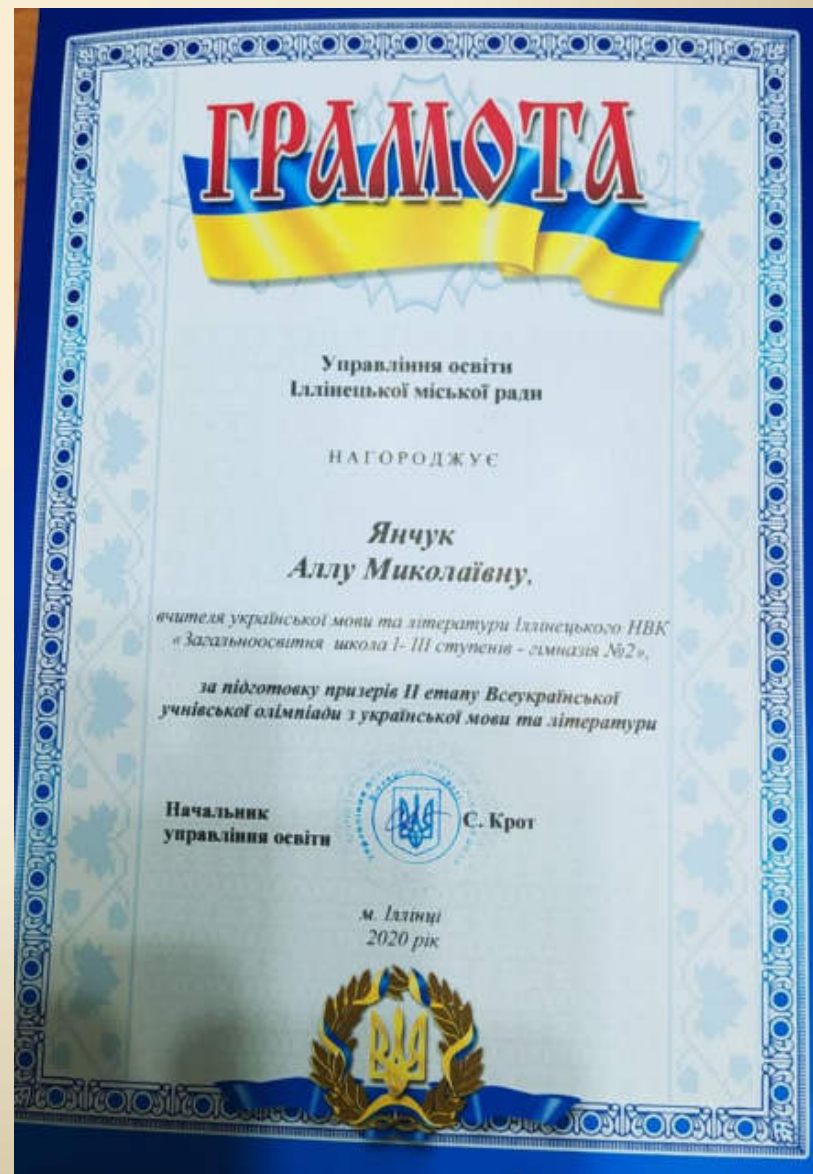 ГРАМОТА
Управління освіти
Іллінецької міської ради
НАГОРОДЖУЄ
Янчук
Аллу Миколаївну,
вчителя української мови та літератури Іллінецького НВК
«Загальноосвітня школа І- ІІІ ступенів - гімназія №2»,
за підготовку призерів ІІ етапу Всеукраїнської
учнівської олімпіади з української мови та літератури
Начальник
управління освіти
С. Крот
м. Іллінці
2020 рік